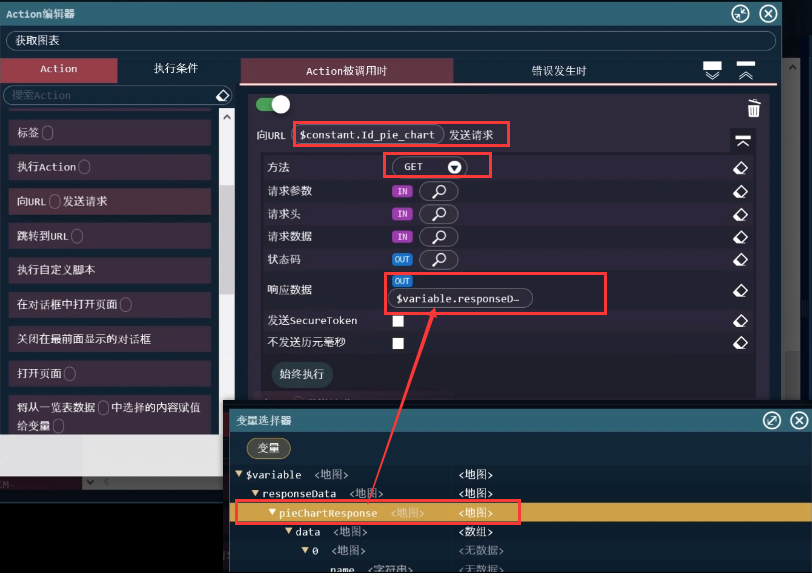 Action编辑器
获取图表
Action
执行条件
Action被调用时
错误发生时
搜索Action
标签
执行Action
向URL 发送请求
跳转到URL
执行自定义脚本
在对话框中打开页面
关闭在最前面显示的对话框
打开页面
将从一览表数据 中选择的内容赋值
给变量
向URL $constant.Id_pie_chart 发送请求
方法 GET
请求参数 IN
请求头 IN
请求数据 IN
状态码 OUT
响应数据 OUT
$variable.responseD…
发送SecureToken
不发送历元毫秒
始终执行
变量选择器
变量
$variable <地图> <地图>
responseData <地图> <地图>
pieChartResponse <地图> <地图>
data <地图> <数组>
0 <地图> <无数据>
name <字符串> <无数据>